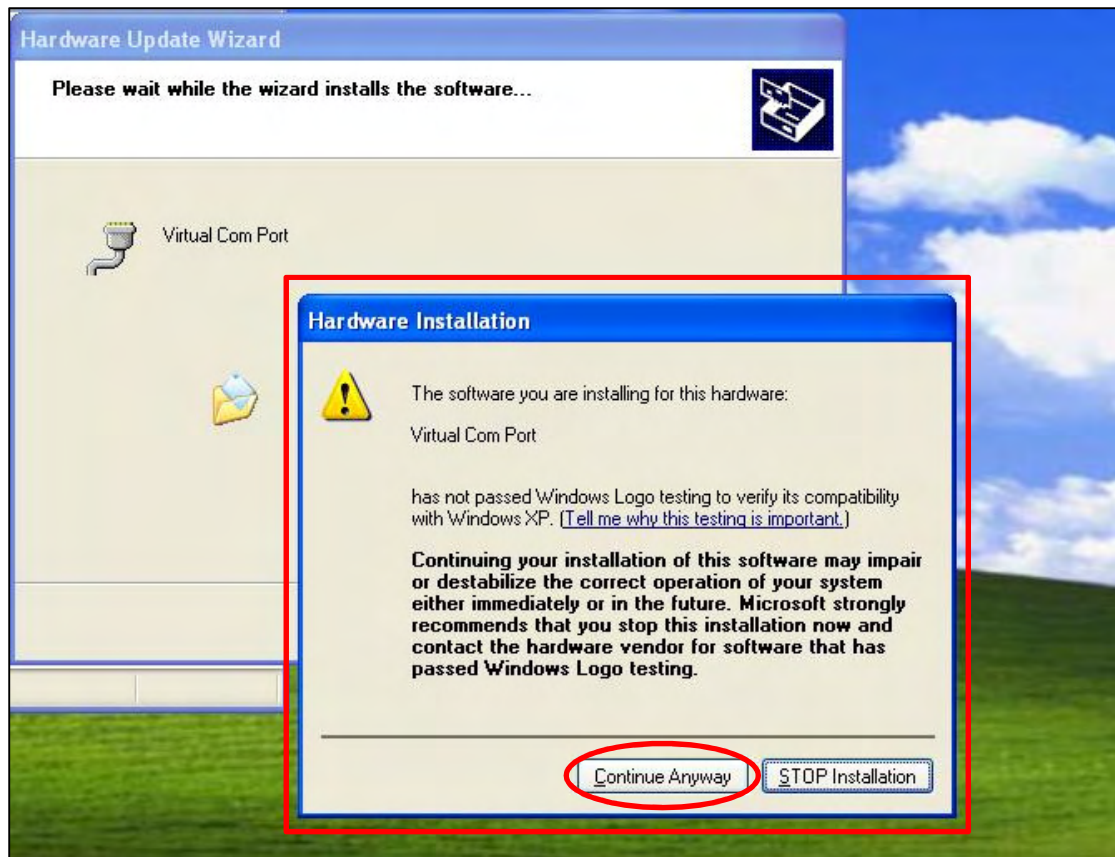 Hardware Update Wizard
Please wait while the wizard installs the software...
Virtual Com Port
Hardware Installation
The software you are installing for this hardware:
Virtual Com Port
has not passed Windows Logo testing to verify its compatibility
with Windows XP. (Tell me why this testing is important.)
Continuing your installation of this software may impair
or destabilize the correct operation of your system
either immediately or in the future. Microsoft strongly
recommends that you stop this installation now and
contact the hardware vendor for software that has
passed Windows Logo testing.
Continue Anyway
STOP Installation